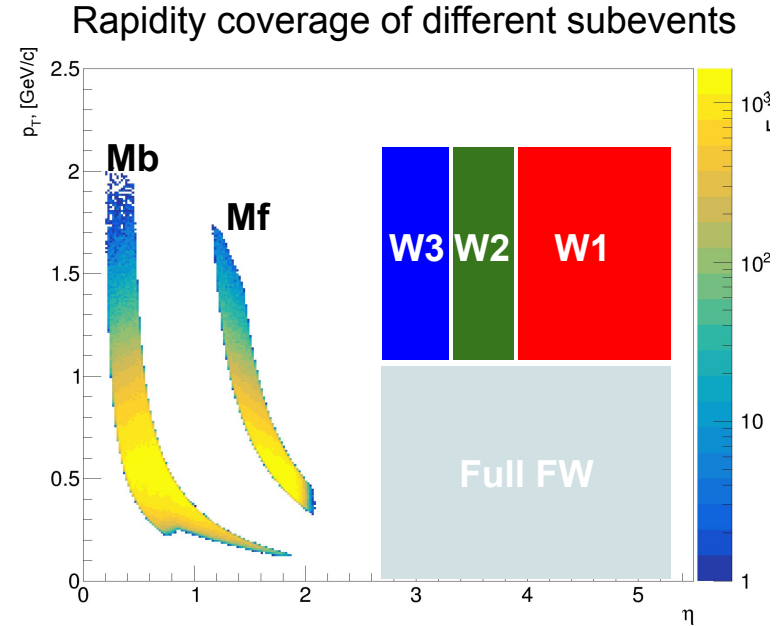 Rapidity coverage of different subevents
p_T, [GeV/c]
2.5
2
1.5
1
0.5
0
Mb
Mf
W3
W2
W1
Full FW
0
1
2
3
4
5
η
10^3
10^2
10
1